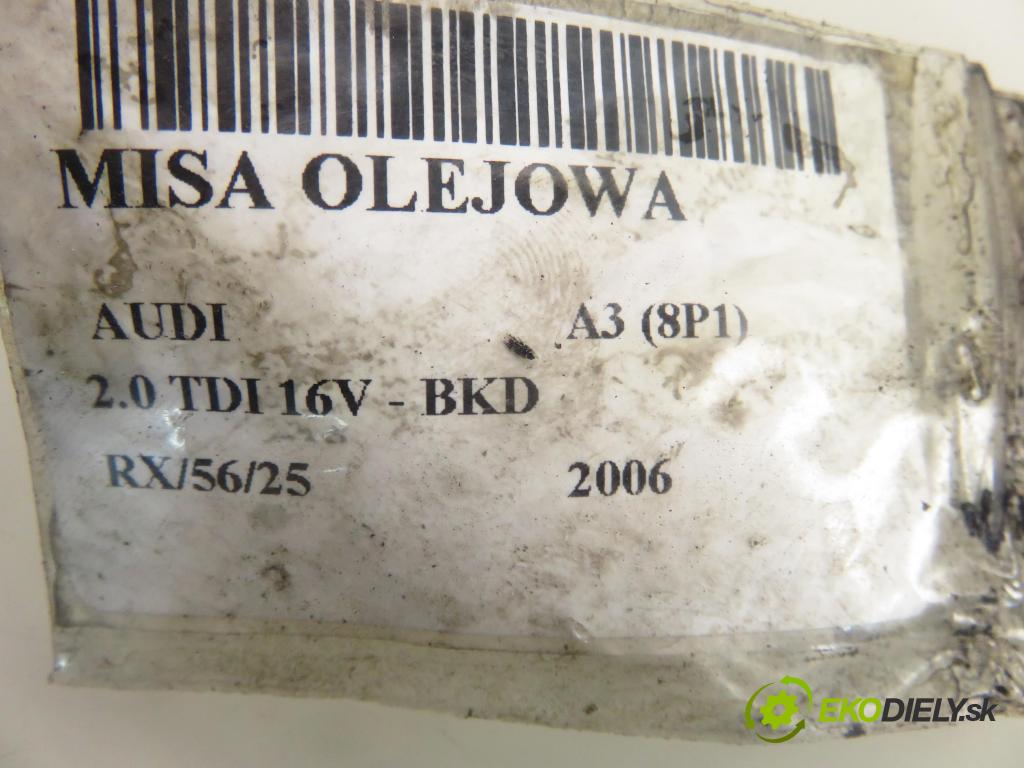 MISA OLEJOWA
AUDI A3 (8P1)
2.0 TDI 16V - BKD
RX/56/25 2006
EKODIELY.sk